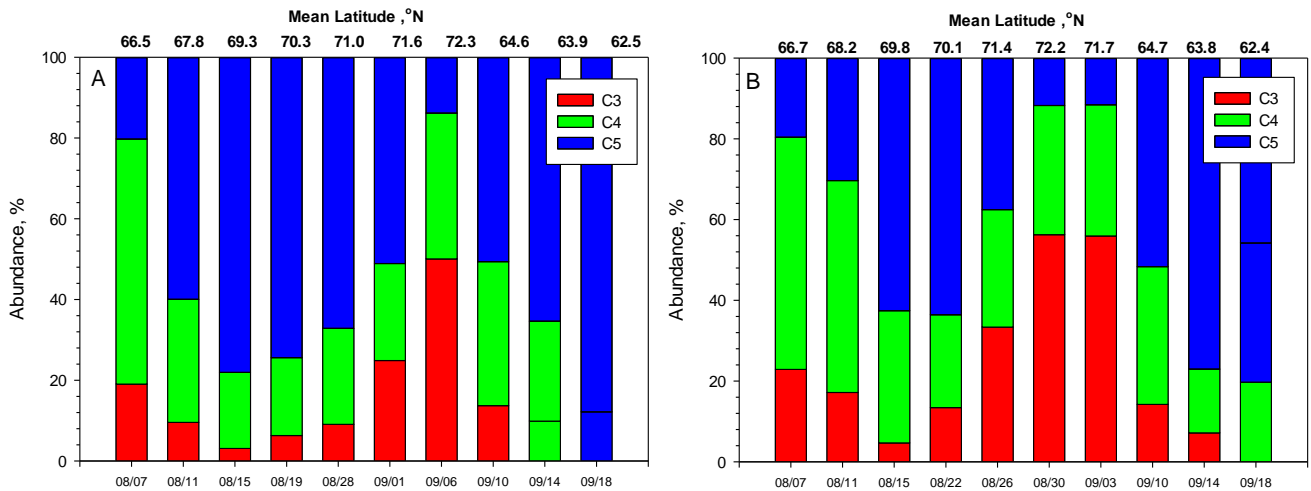 Mean Latitude ,°N
66.5 67.8 69.3 70.3 71.0 71.6 72.3 64.6 63.9 62.5
A
C3
C4
C5
Abundance, %
100
80
60
40
20
0
08/07 08/11 08/15 08/19 08/28 09/01 09/06 09/10 09/14 09/18
Mean Latitude ,°N
66.7 68.2 69.8 70.1 71.4 72.2 71.7 64.7 63.8 62.4
B
C3
C4
C5
Abundance, %
100
80
60
40
20
0
08/07 08/11 08/15 08/22 08/26 08/30 09/03 09/10 09/14 09/18